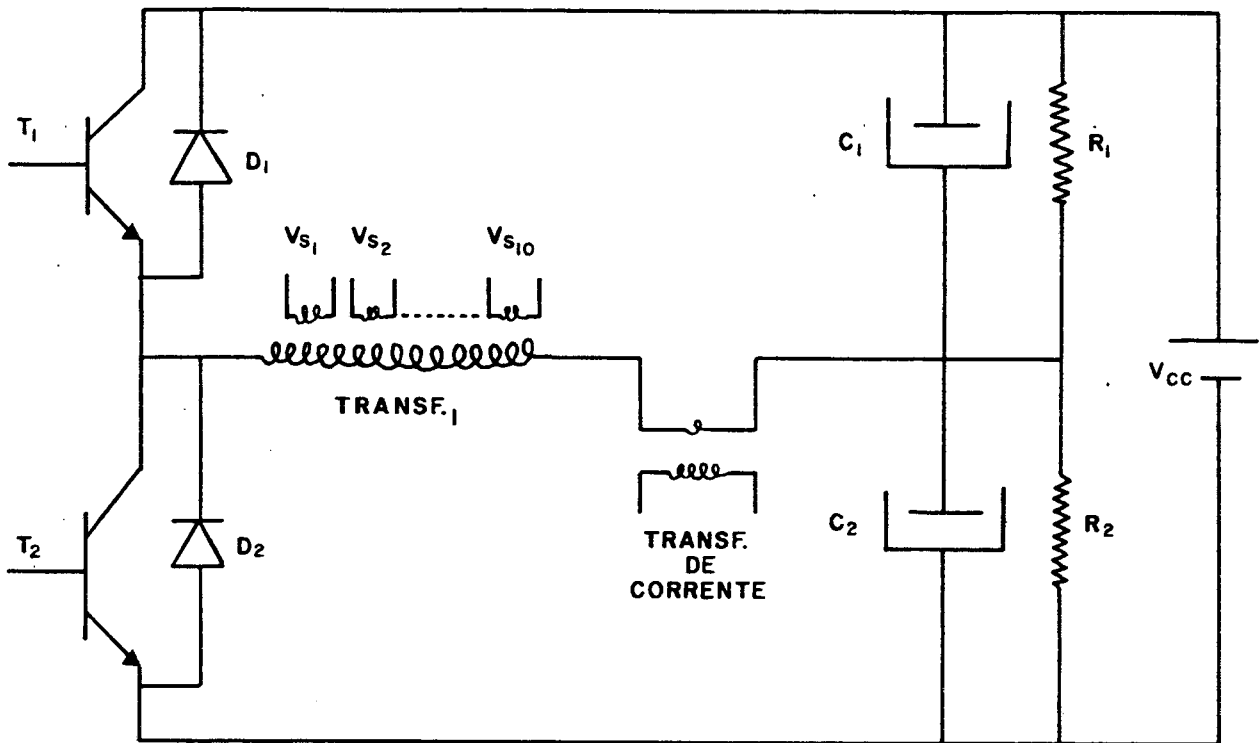 T1
D1
C1
R1
VS1 VS2 VS10
TRANSF.1
VCC
T2
D2
C2
R2
TRANSF.
DE
CORRENTE